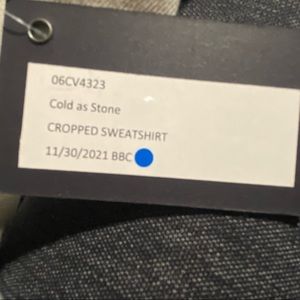 06CV4323
Cold as Stone
CROPPED SWEATSHIRT
11/30/2021 BBC